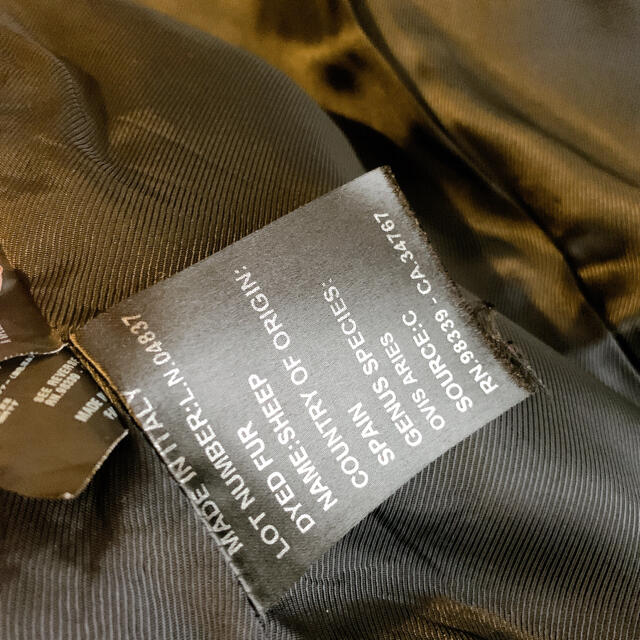 MADE IN ITALY
LOT NUMBER:L.N.04837
DYED FUR
NAME:SHEEP
COUNTRY OF ORIGIN:
SPAIN
GENUS SPECIES:
OVIS ARIES
SOURCE:C
RN 98339 - CA 34767